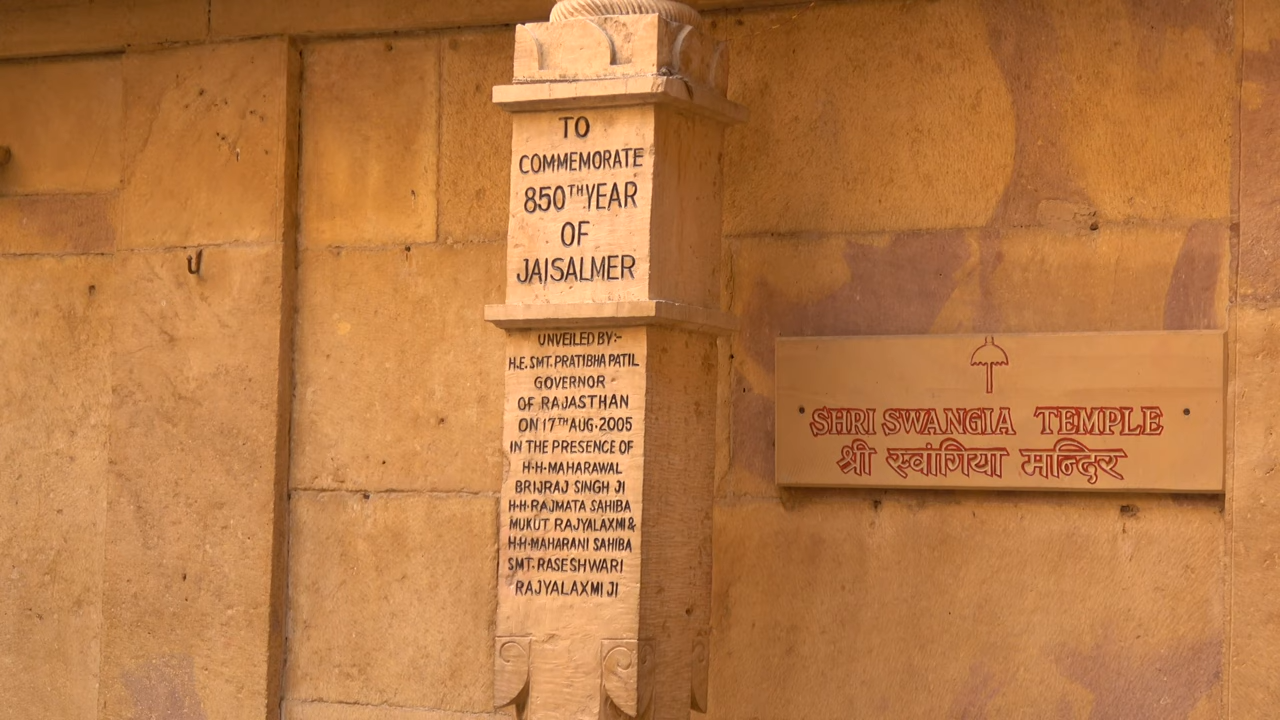 TO
COMMEMORATE
850TH YEAR
OF
JAISALMER
UNVEILED BY:-
H.E. SMT. PRATIBHA PATIL
GOVERNOR
OF RAJASTHAN
ON 17TH AUG. 2005
IN THE PRESENCE OF
H.H. MAHARAWAL
BRIJRAJ SINGH JI
H.H. RAJMATA SAHIBA
MUKUT RAJYALAXMI &
H.H. MAHARANI SAHIBA
SMT. RASESHWARI
RAJYALAXMI JI
SHRI SWANGIA TEMPLE
श्री स्वांगिया मन्दिर